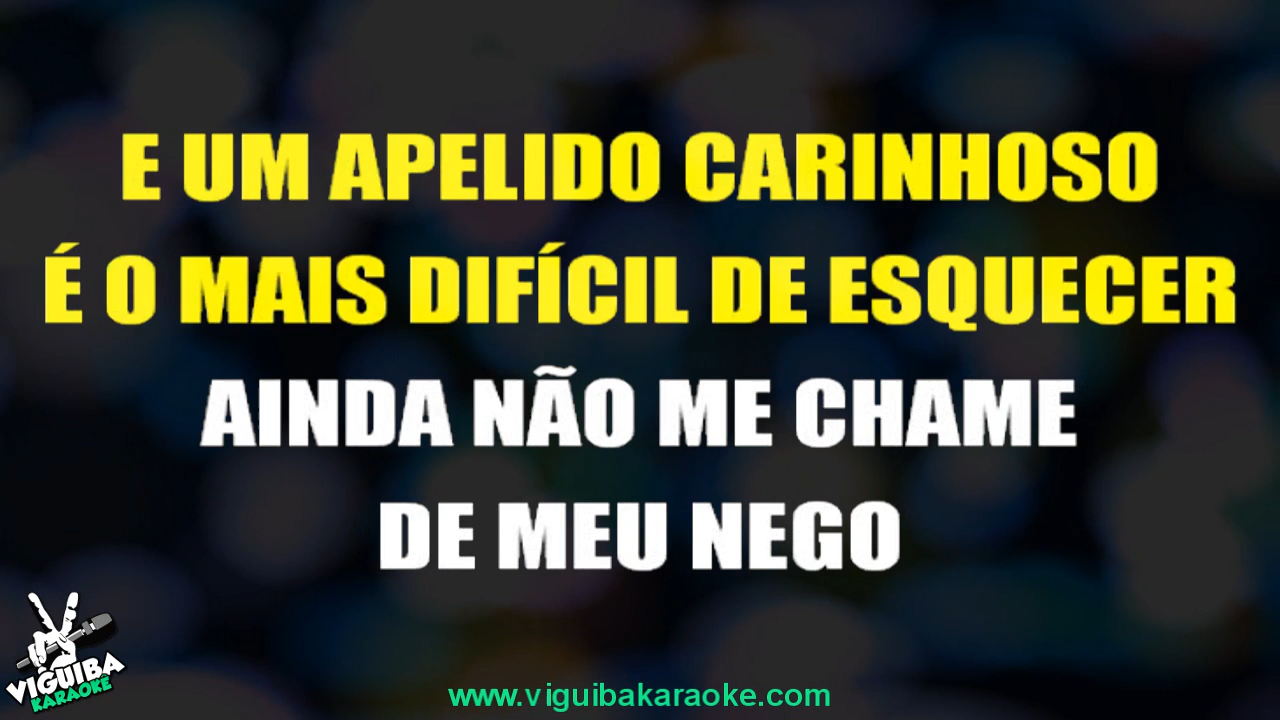 E UM APELIDO CARINHOSO
É O MAIS DIFÍCIL DE ESQUECER
AINDA NÃO ME CHAME
DE MEU NEGO
VIGUIBA
KARAOKE
www.viguibakaraoke.com